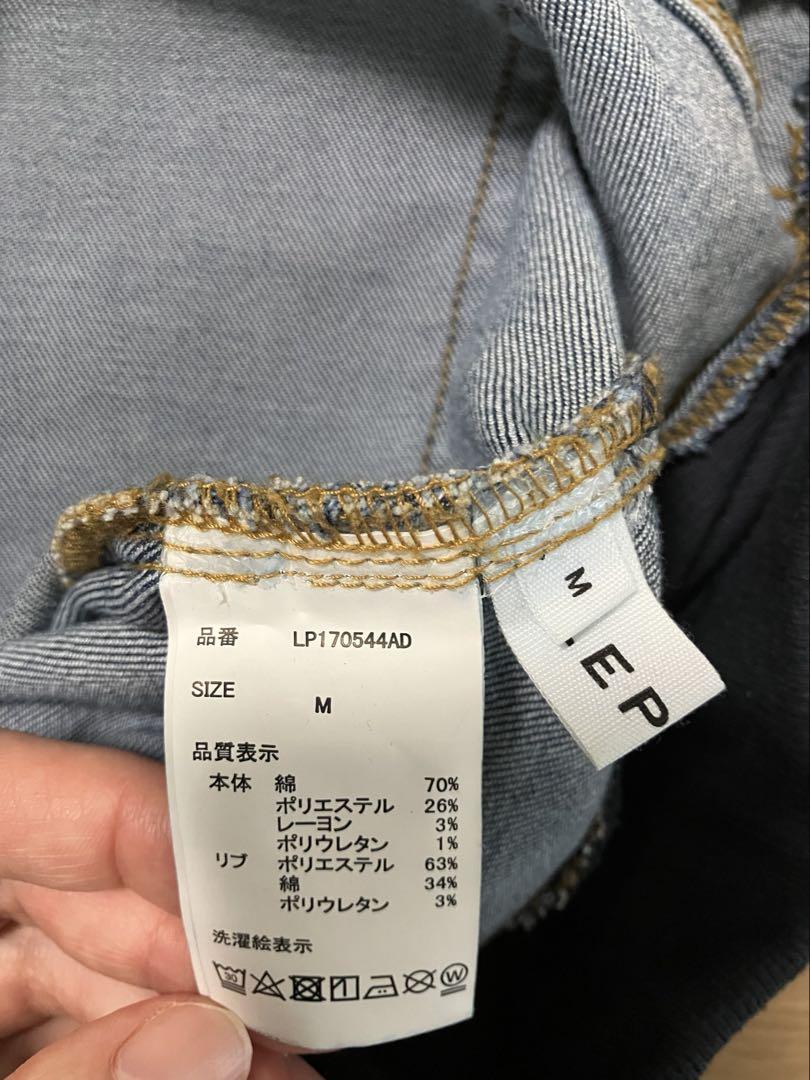 品番 LP170544AD
SIZE M
品質表示
本体 綿 70%
ポリエステル 26%
レーヨン 3%
ポリウレタン 1%
リブ ポリエステル 63%
綿 34%
ポリウレタン 3%
洗濯絵表示
30 W
M
.EP